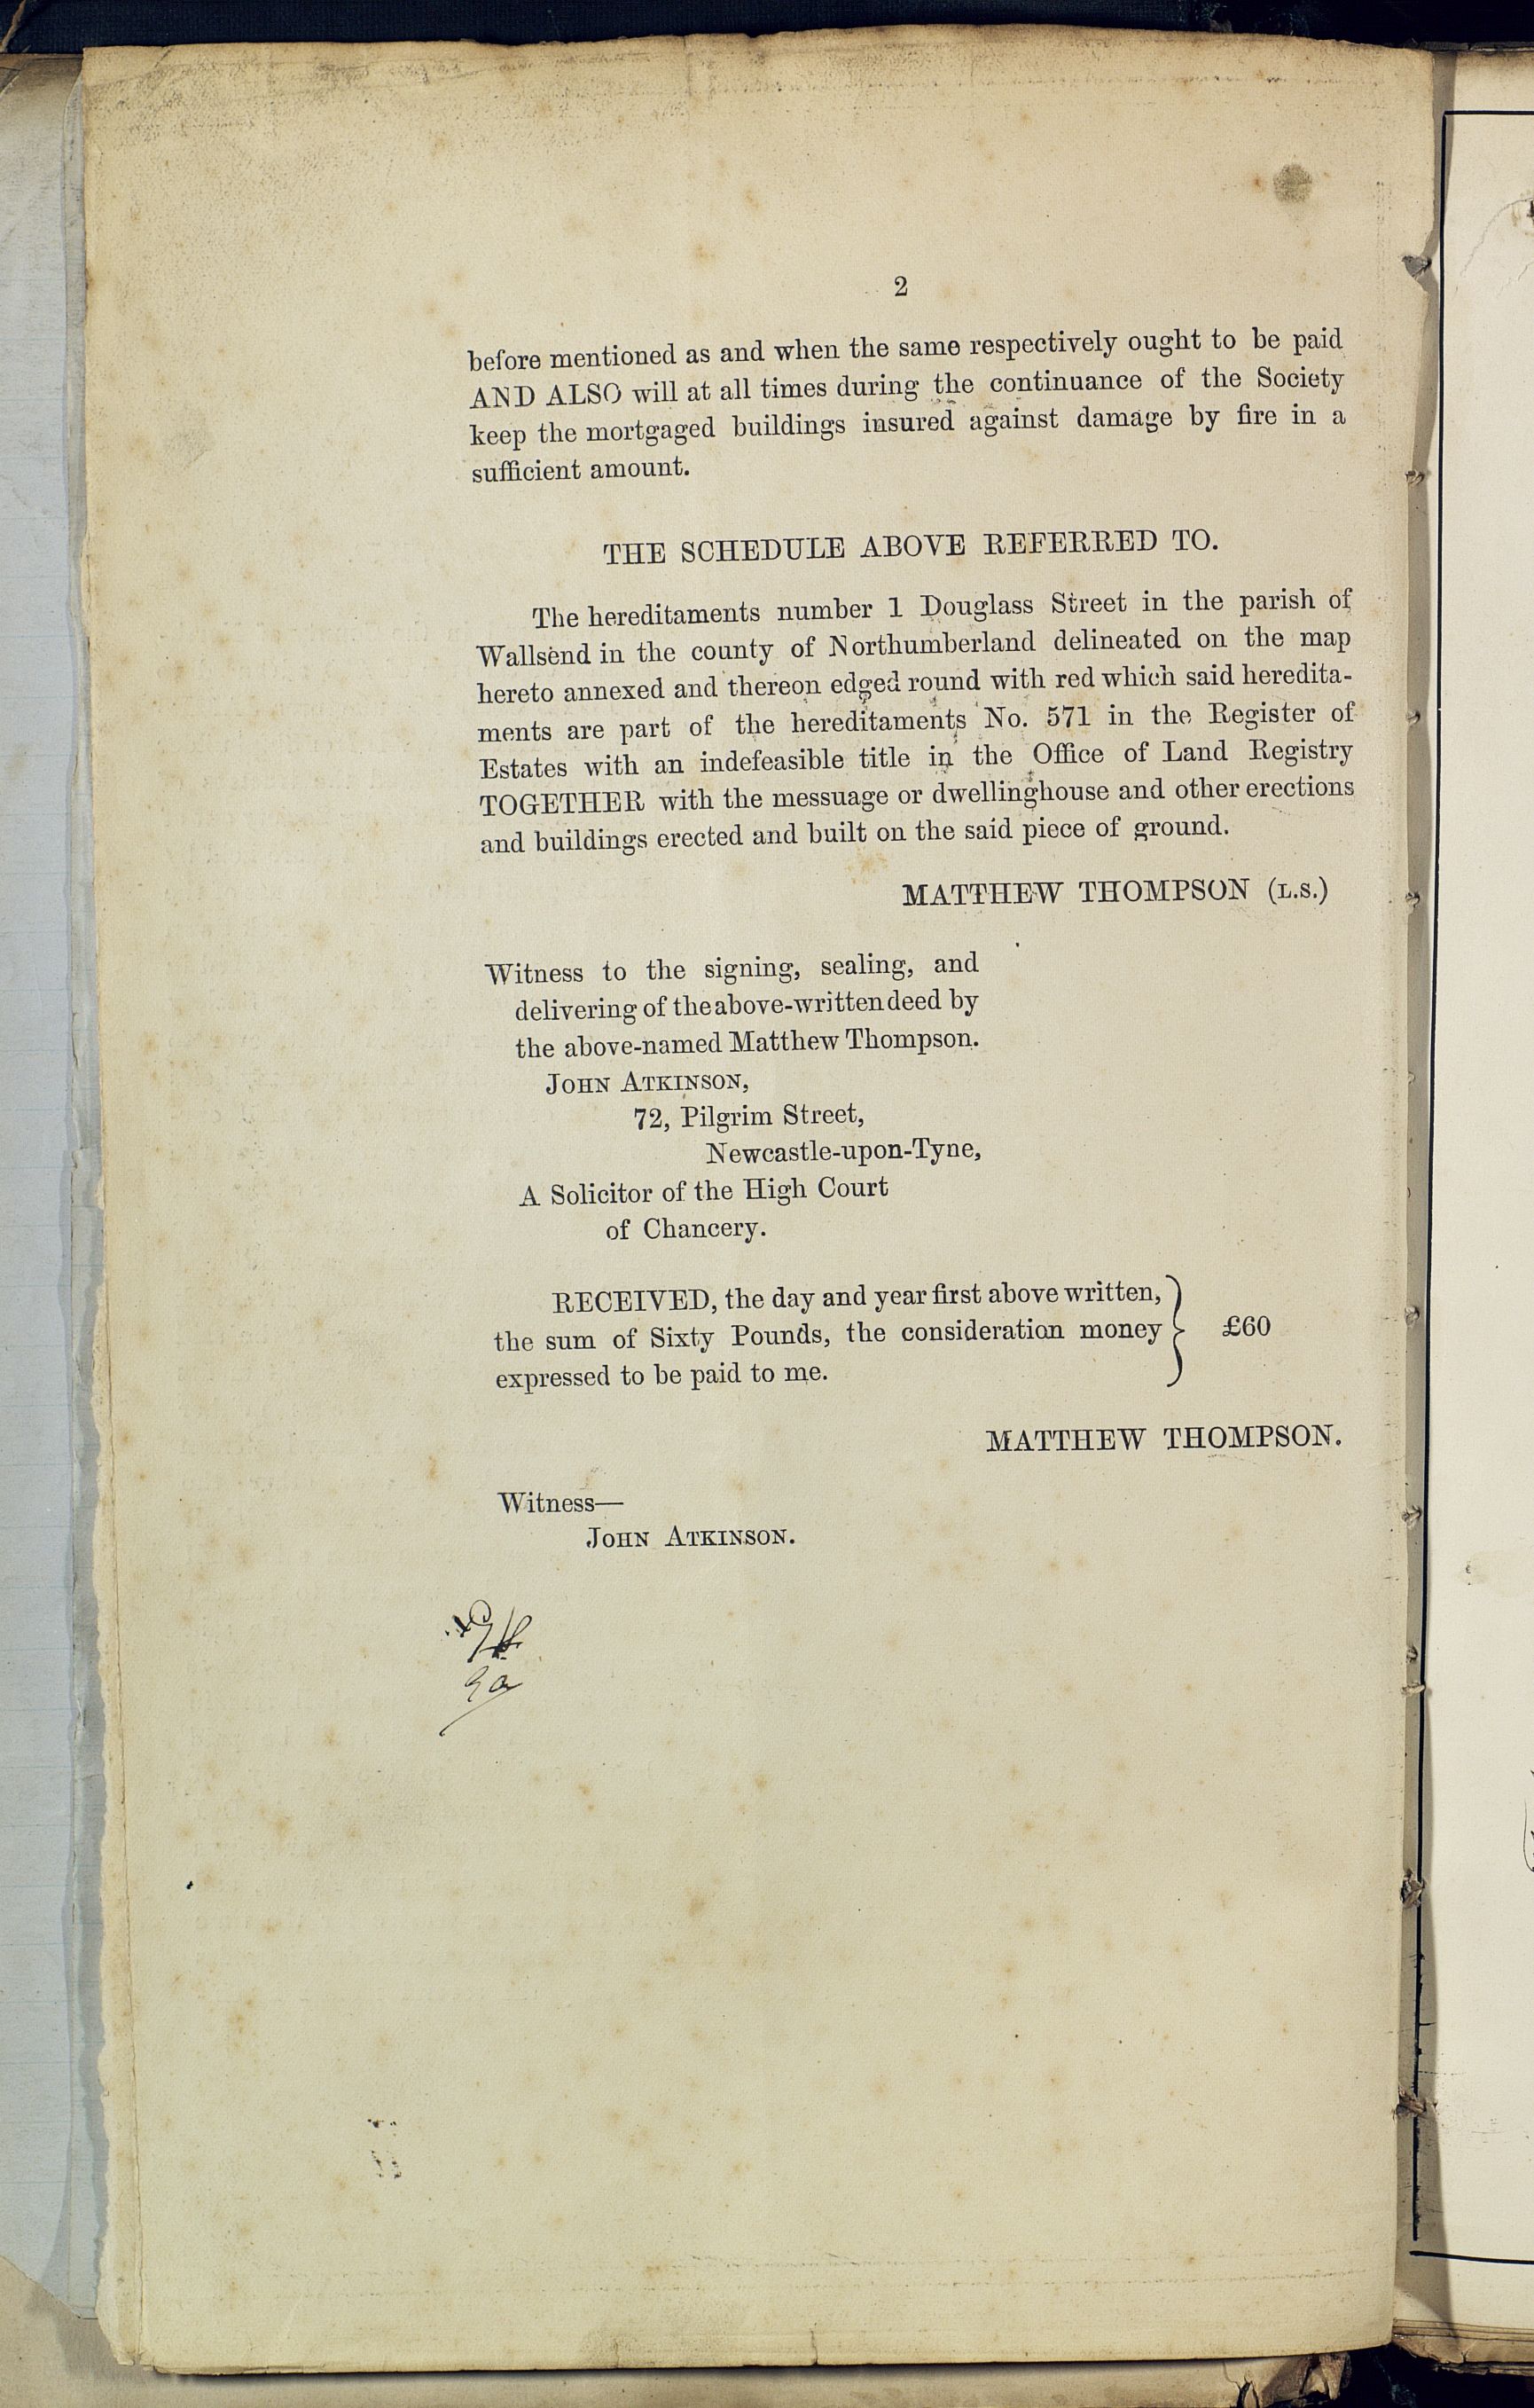 2
before mentioned as and when the same respectively ought to be paid
AND ALSO will at all times during the continuance of the Society
keep the mortgaged buildings insured against damage by fire in a
sufficient amount.
THE SCHEDULE ABOVE REFERRED TO.
The hereditaments number 1 Douglass Street in the parish of
Wallsend in the county of Northumberland delineated on the map
hereto annexed and thereon edged round with red which said heredita-
ments are part of the hereditaments No. 571 in the Register of
Estates with an indefeasible title in the Office of Land Registry
TOGETHER with the messuage or dwellinghouse and other erections
and buildings erected and built on the said piece of ground.
MATTHEW THOMPSON (L.S.)
Witness to the signing, sealing, and
delivering of the above-written deed by
the above-named Matthew Thompson.
JOHN ATKINSON,
72, Pilgrim Street,
Newcastle-upon-Tyne,
A Solicitor of the High Court
of Chancery.
RECEIVED, the day and year first above written,
the sum of Sixty Pounds, the consideration money } £60
expressed to be paid to me.
MATTHEW THOMPSON.
Witness—
JOHN ATKINSON.